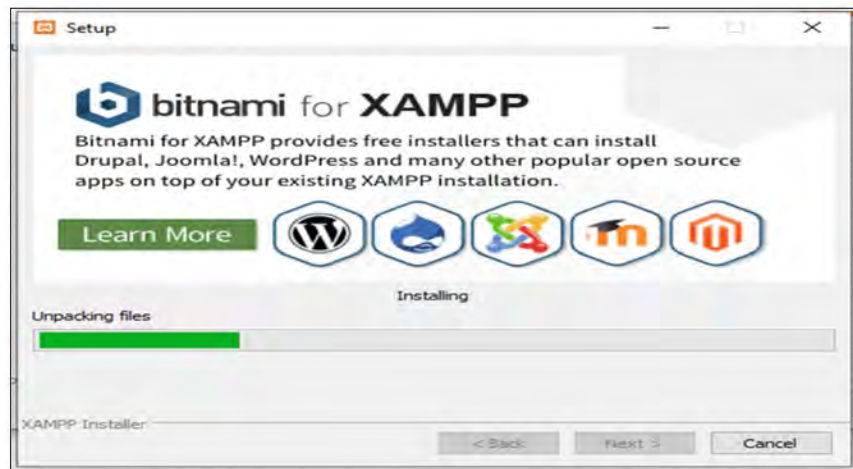 Setup
bitnami for XAMPP
Bitnami for XAMPP provides free installers that can install
Drupal, Joomla!, WordPress and many other popular open source
apps on top of your existing XAMPP installation.
Learn More
Installing
Unpacking files
XAMPP Installer
< Back
Next >
Cancel